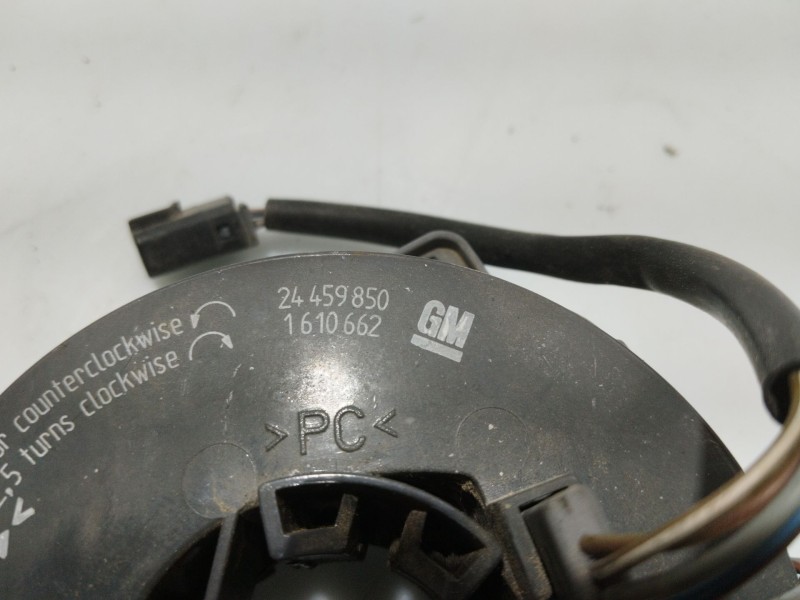 24 459 850
1 610 662
GM
counterclockwise
,5 turns clockwise
>PC<